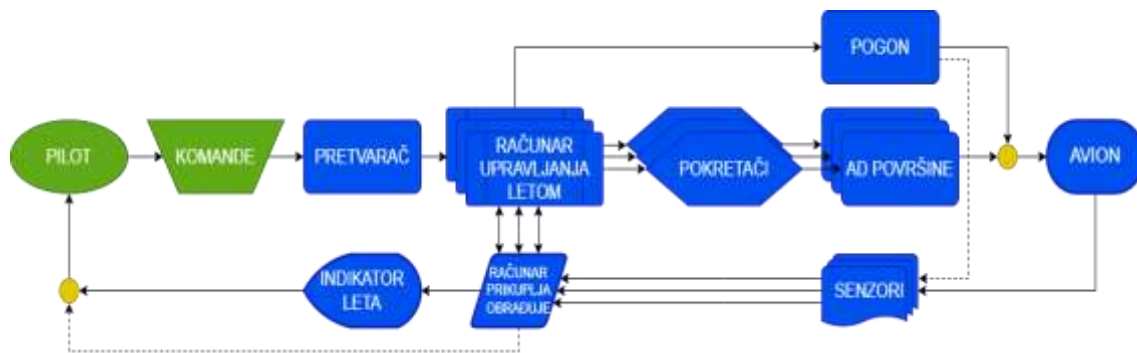 POGON
PILOT
KOMANDE
PRETVARAČ
RAČUNAR
UPRAVLJANJA
LETOM
POKRETAČI
AD POVRŠINE
AVION
INDIKATOR
LETA
RAČUNAR
PRIKUPLJA
OBRAĐUJE
SENZORI